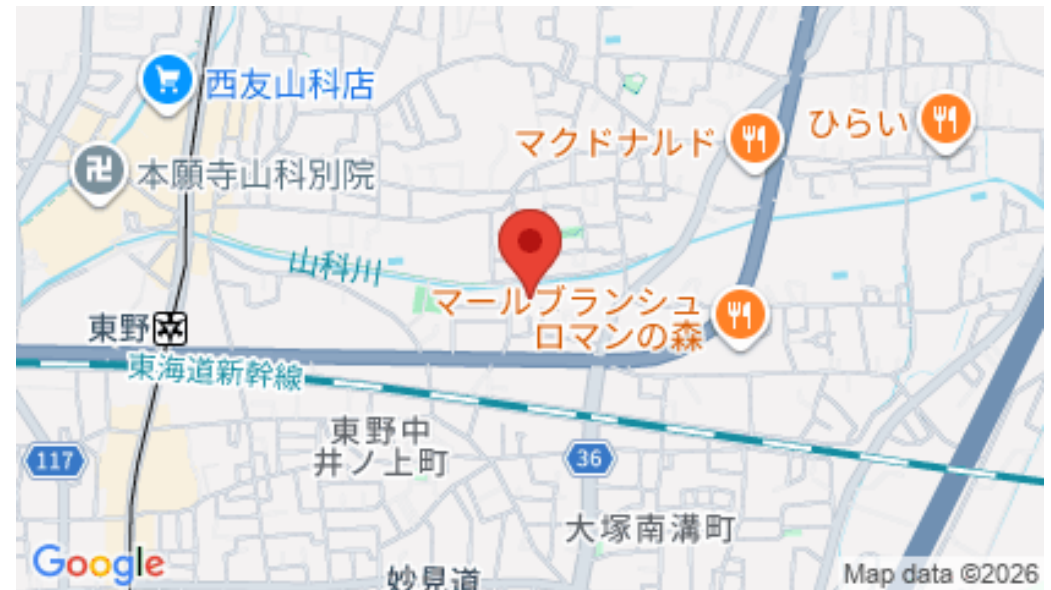 西友山科店
マクドナルド
ひらい
本願寺山科別院
山科川
マールブランシュ
ロマンの森
東野
東海道新幹線
東野中
井ノ上町
117
36
大塚南溝町
妙見道
Google
Map data ©2026